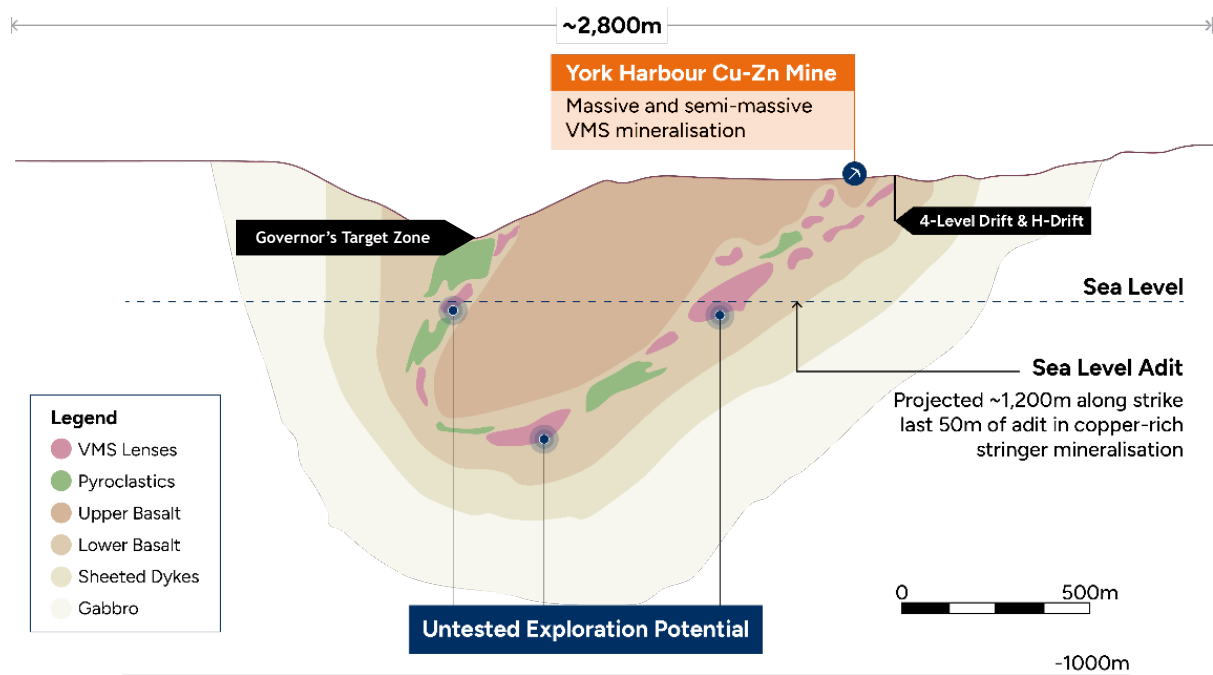 ~2,800m
York Harbour Cu-Zn Mine
Massive and semi-massive
VMS mineralisation
Governor's Target Zone
4-Level Drift & H-Drift
Sea Level
Sea Level Adit
Projected ~1,200m along strike
last 50m of adit in copper-rich
stringer mineralisation
Legend
VMS Lenses
Pyroclastics
Upper Basalt
Lower Basalt
Sheeted Dykes
Gabbro
Untested Exploration Potential
0 500m
-1000m